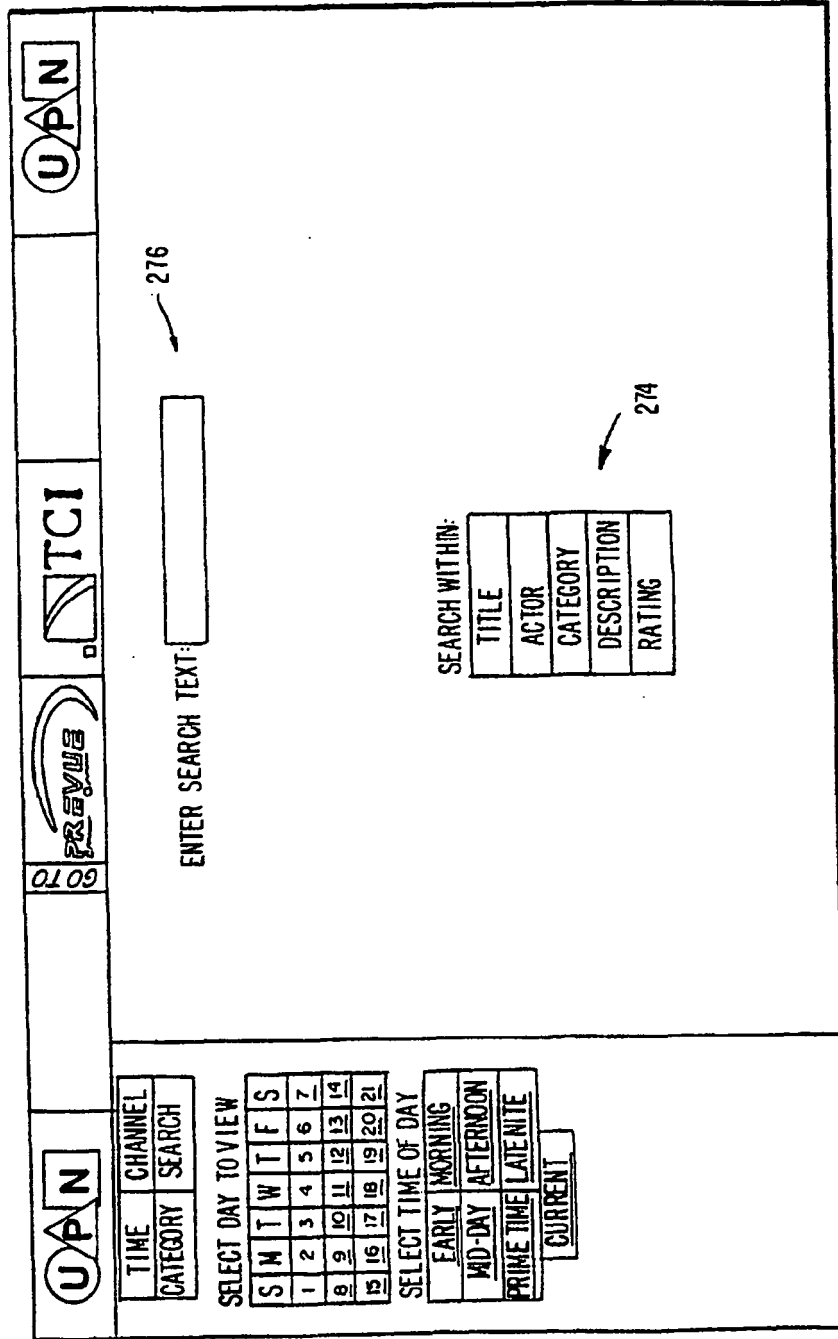 UPN
GO TO
PREVUE
TCI
UPN
TIME CHANNEL
CATEGORY SEARCH
SELECT DAY TO VIEW
S M T W T F S
1 2 3 4 5 6 7
8 9 10 11 12 13 14
15 16 17 18 19 20 21
SELECT TIME OF DAY
EARLY MORNING
MID-DAY AFTERNOON
PRIME TIME LATE NITE
CURRENT
ENTER SEARCH TEXT:
276
SEARCH WITHIN:
TITLE
ACTOR
CATEGORY
DESCRIPTION
RATING
274